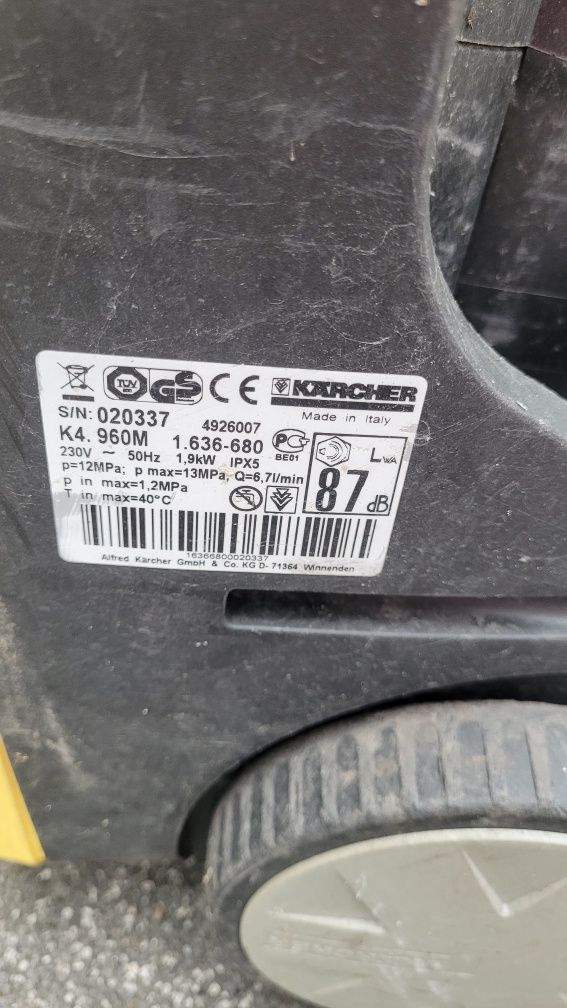 TÜV GS CE KÄRCHER
Made in Italy
S/N: 020337 4926007
K4. 960M 1.636-680
BE01
230V ~ 50Hz 1,9kW IPX5
p=12MPa; p max=13MPa, Q=6,7l/min
p in max=1,2MPa
T in max=40°C
LWA
87 dB
16366800020337
Alfred Kärcher GmbH & Co. KG D- 71364 Winnenden